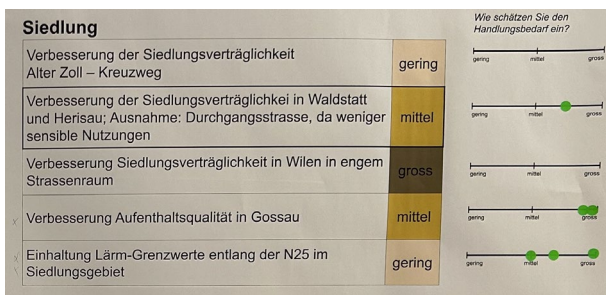 Siedlung
Wie schätzen Sie den
Handlungsbedarf ein?
Verbesserung der Siedlungsverträglichkeit
Alter Zoll – Kreuzweg
gering
gering mittel gross
Verbesserung der Siedlungsverträglichkei in Waldstatt
und Herisau; Ausnahme: Durchgangsstrasse, da weniger
sensible Nutzungen
mittel
gering mittel gross
Verbesserung Siedlungsverträglichkeit in Wilen in engem
Strassenraum
gross
gering mittel gross
Verbesserung Aufenthaltsqualität in Gossau
mittel
gering mittel gross
Einhaltung Lärm-Grenzwerte entlang der N25 im
Siedlungsgebiet
gering
gering mittel gross